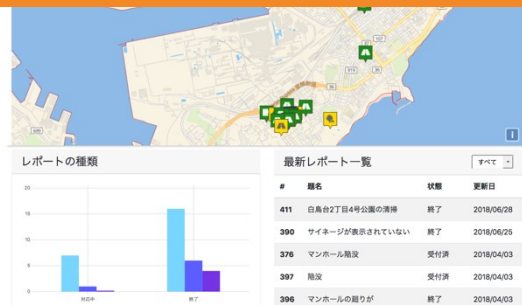 レポートの種類
20
15
10
5
0
対応中
終了
最新レポート一覧
すべて
# 題名 状態 更新日
411 白鳥台2丁目4号公園の清掃 終了 2018/06/28
390 サイネージが表示されていない 終了 2018/06/25
376 マンホール陥没 受付済 2018/04/03
397 陥没 受付済 2018/04/03
396 マンホールの廻りが 終了 2018/04/03